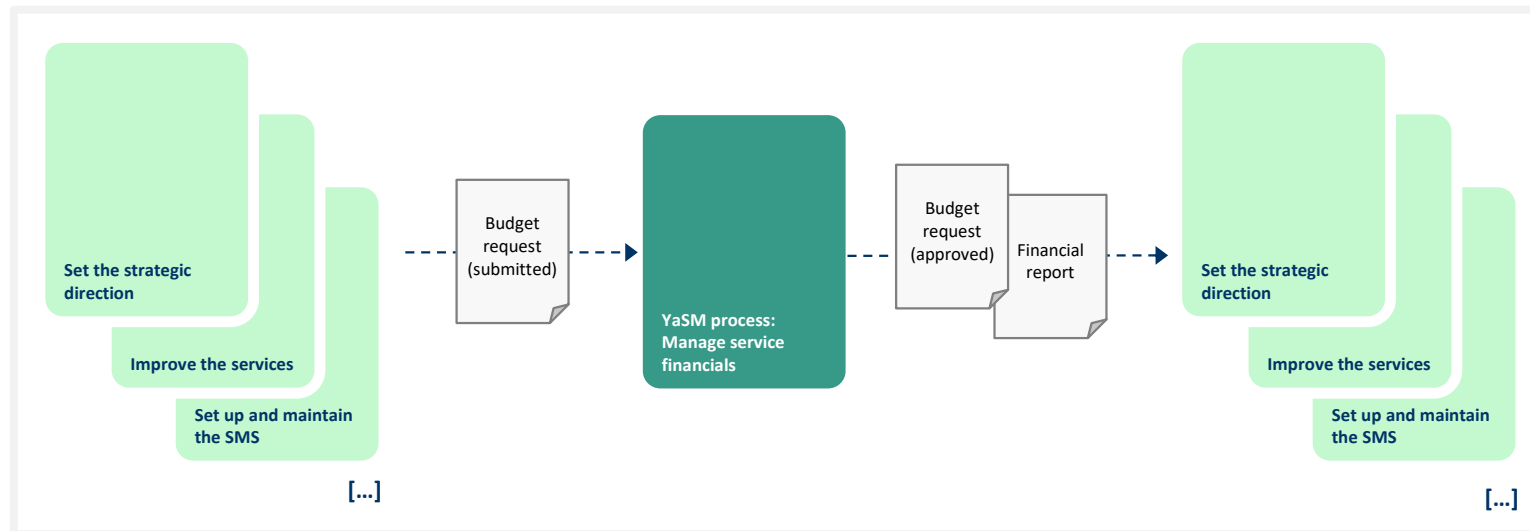 Set the strategic
direction
Improve the services
Set up and maintain
the SMS
[...]
Budget
request
(submitted)
YaSM process:
Manage service
financials
Budget
request
(approved)
Financial
report
Set the strategic
direction
Improve the services
Set up and maintain
the SMS
[...]